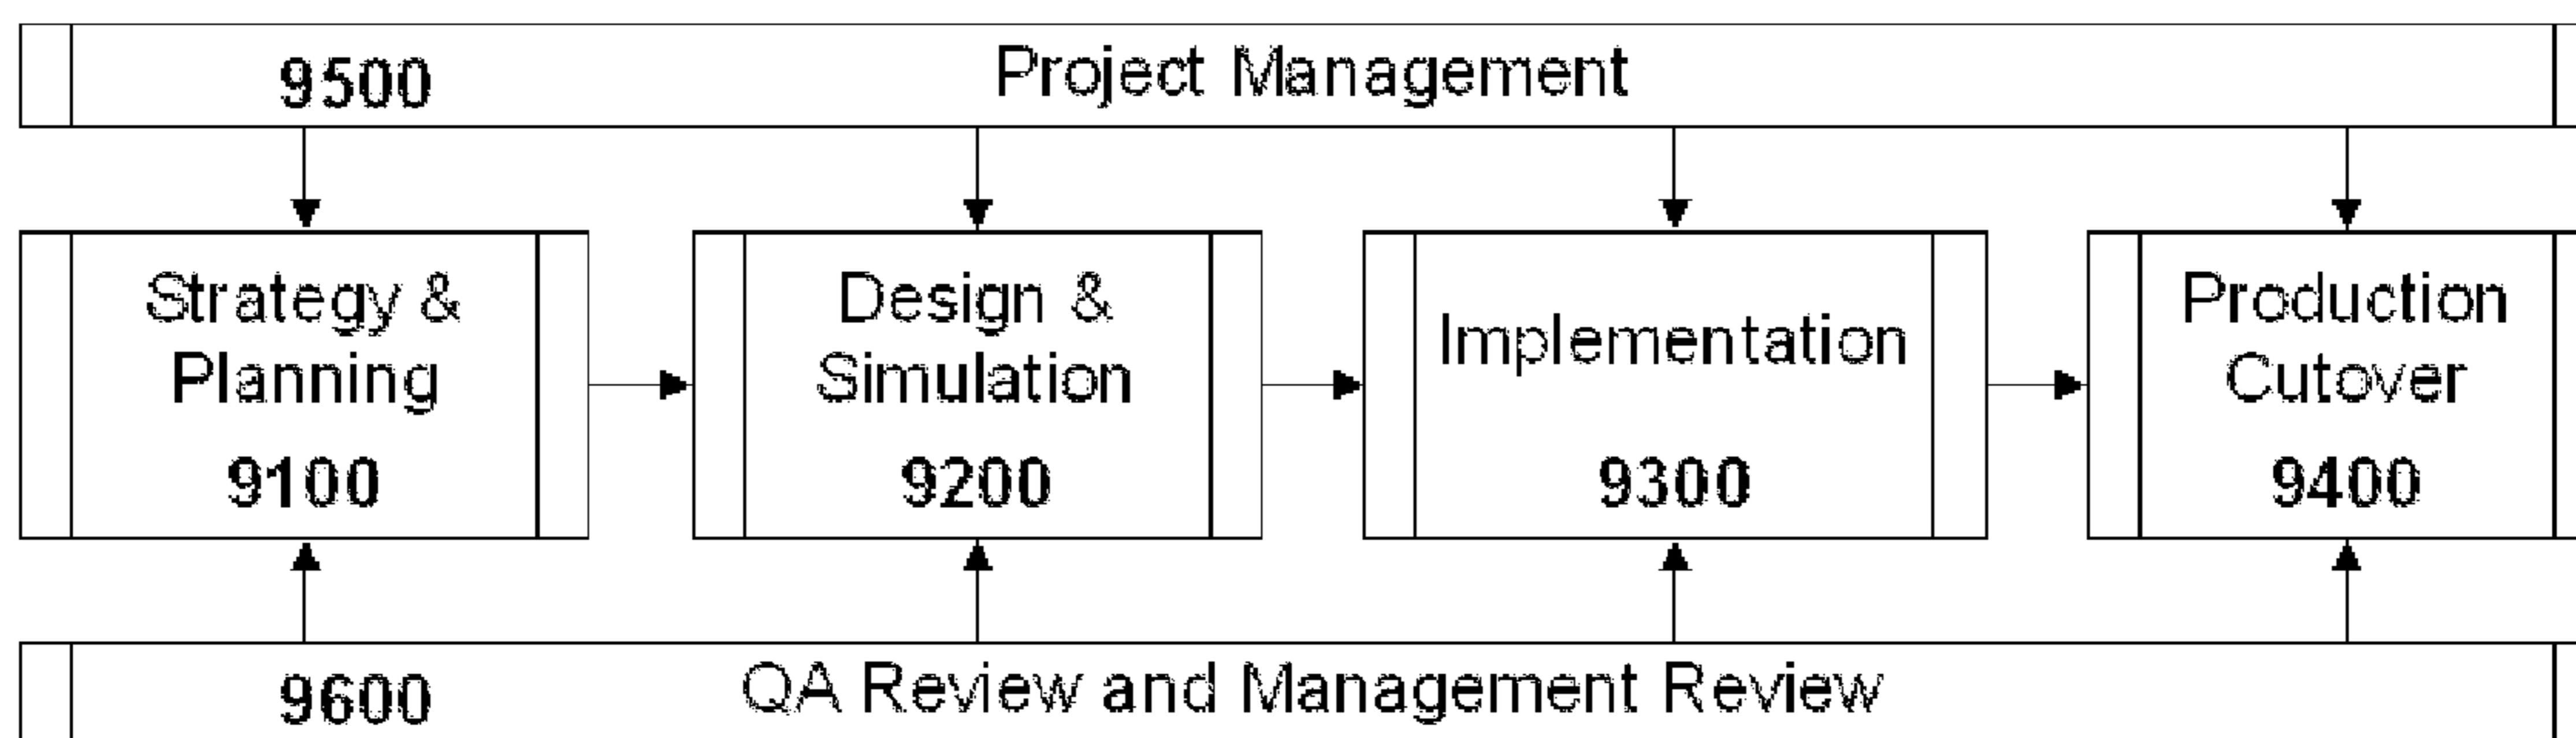 9500 Project Management
Strategy &
Planning
9100
Design &
Simulation
9200
Implementation
9300
Production
Cutover
9400
9600 QA Review and Management Review